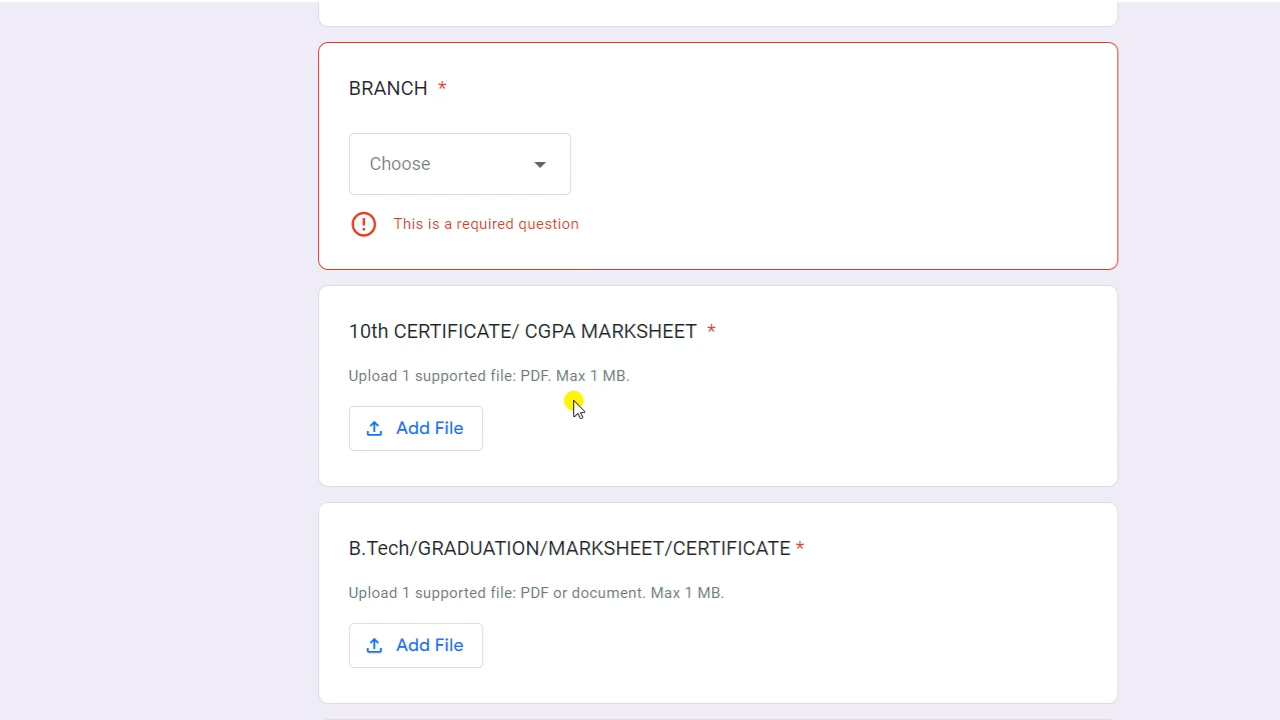 BRANCH *
Choose
This is a required question
10th CERTIFICATE/ CGPA MARKSHEET *
Upload 1 supported file: PDF. Max 1 MB.
Add File
B.Tech/GRADUATION/MARKSHEET/CERTIFICATE *
Upload 1 supported file: PDF or document. Max 1 MB.
Add File